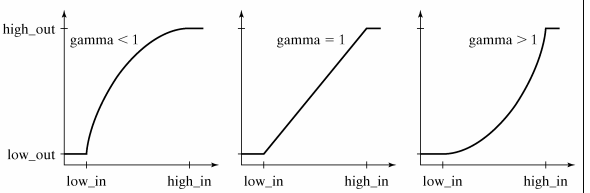 high_out
gamma < 1
gamma = 1
gamma > 1
low_out
low_in high_in
low_in high_in
low_in high_in